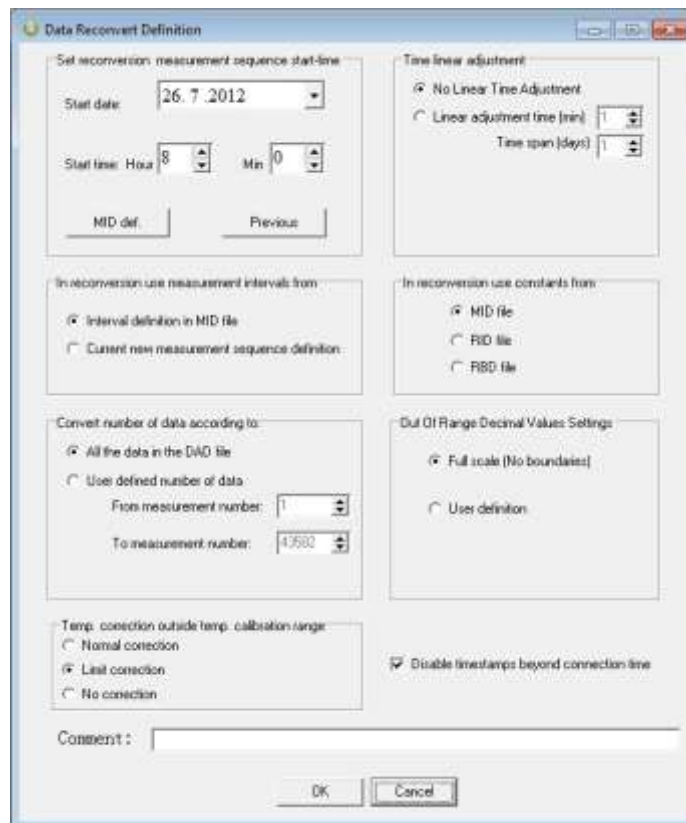 Data Reconvert Definition
Set reconversion measurement sequence start-time
Start date: 26. 7 .2012
Start time: Hour 8 Min 0
MID def. Previous
Time linear adjustment
No Linear Time Adjustment
Linear adjustment time (min) 1
Time span (days) 1
In reconversion use measurement intervals from
Interval definition in MID file
Current new measurement sequence definition
In reconversion use constants from
MID file
RID file
RBD file
Convert number of data according to:
All the data in the DAD file
User defined number of data
From measurement number: 1
To measurement number: 43582
Out Of Range Decimal Values Settings
Full scale (No boundaries)
User definition
Temp. correction outside temp. calibration range
Normal correction
Limit correction
No correction
Disable timestamps beyond connection time
Comment:
OK Cancel